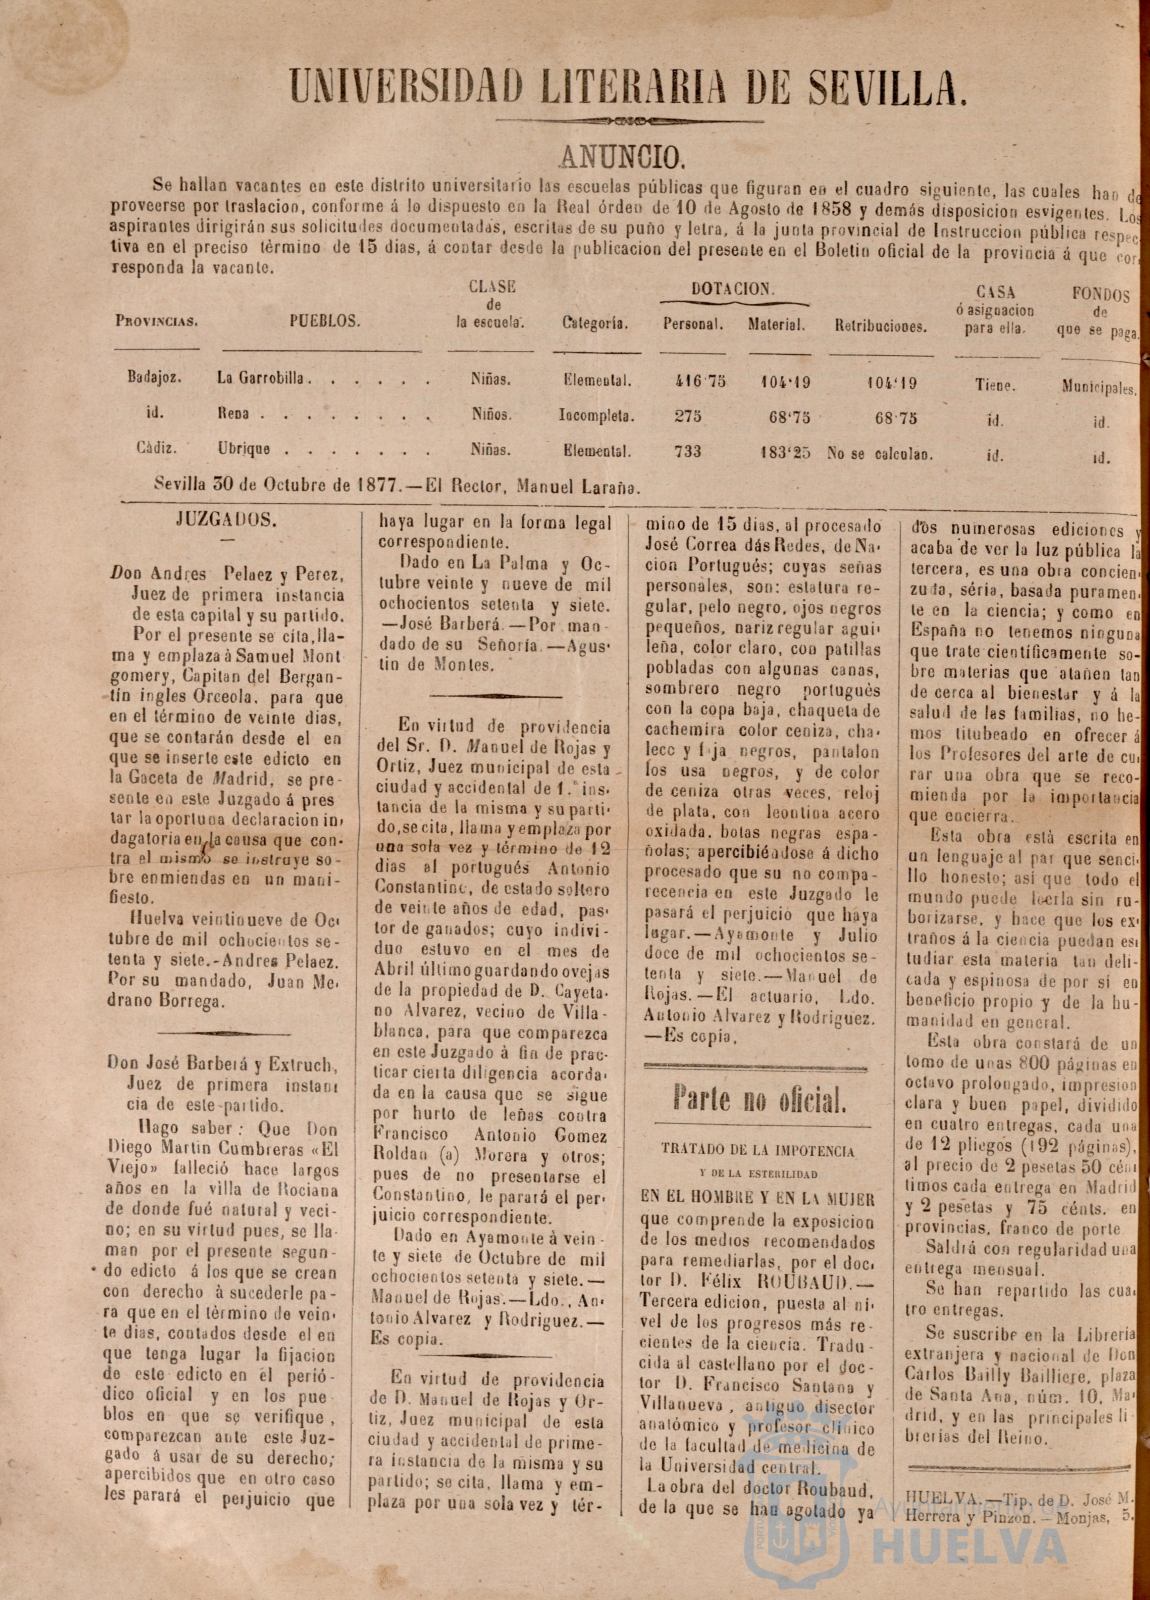 UNIVERSIDAD LITERARIA DE SEVILLA.
ANUNCIO.
Se hallan vacantes en este distrito universitario las escuelas públicas que figuran en el cuadro siguiente, las cuales han de
proveerse por traslacion, conforme á lo dispuesto en la Real órden de 10 de Agosto de 1858 y demás disposicion esvigentes. Los
aspirantes dirigirán sus solicitudes documentadas, escritas de su puño y letra, á la junta provincial de Instruccion pública respec
tiva en el preciso término de 15 dias, á contar desde la publicacion del presente en el Boletin oficial de la provincia á que cor-
responda la vacante.
PROVINCIAS. PUEBLOS. CLASE de la escuela. Categoría. DOTACION. Personal. Material. Retribuciones. CASA ó asignacion para ella. FONDOS de que se paga.
Badajoz. La Garrobilla . . . . . . Niñas. Elemental. 416'75 104'19 104'19 Tiene. Municipales.
id. Rena . . . . . . . . Niños. Incompleta. 275 68'75 68'75 id. id.
Cádiz. Ubrique . . . . . . . Niñas. Elemental. 733 183'25 No se calculan. id. id.
Sevilla 30 de Octubre de 1877.—El Rector, Manuel Laraña.
JUZGADOS.
Don Andres Pelaez y Perez,
Juez de primera instancia
de esta capital y su partido.
Por el presente se cita, lla-
ma y emplaza á Samuel Mont
gomery, Capitan del Bergan-
tín ingles Orceola, para que
en el término de veinte dias,
que se contarán desde el en
que se inserte este edicto en
la Gaceta de Madrid, se pre-
sente en este Juzgado á pres
tar la oportuna declaracion in-
dagatoria en la causa que con-
tra el mismo se instruye so-
bre enmiendas en un mani-
fiesto.
Huelva veintinueve de Oc-
tubre de mil ochocientos se-
tenta y siete.-Andres Pelaez.
Por su mandado, Juan Me-
drano Borrega.
Don José Barberá y Extruch,
Juez de primera instan-
cia de este partido.
Hago saber: Que Don
Diego Martin Cumbreras «El
Viejo» falleció hace largos
años en la villa de Rociana
de donde fué natural y veci-
no; en su virtud pues, se lla-
man por el presente segun-
do edicto á los que se crean
con derecho á sucederle pa-
ra que en el término de vein-
te dias, contados desde el en
que tenga lugar la fijacion
de este edicto en el perió-
dico oficial y en los pue
blos en que se verifique,
comparezcan ante este Juz-
gado á usar de su derecho;
apercibidos que en otro caso
les parará el perjuicio que
haya lugar en la forma legal
correspondiente.
Dado en La Palma y Oc-
tubre veinte y nueve de mil
ochocientos setenta y siete.
—José Barberá.—Por man-
dado de su Señoría.—Agus-
tin de Montes.
En virtud de providencia
del Sr. D. Manuel de Rojas y
Ortiz, Juez municipal de esta
ciudad y accidental de 1.ª ins-
tancia de la misma y su parti-
do, se cita, llama y emplaza por
una sola vez y término de 12
dias al portugués Antonio
Constantino, de estado soltero
de veinte años de edad, pas-
tor de ganados; cuyo indivi-
duo estuvo en el mes de
Abril último guardando ovejas
de la propiedad de D. Cayeta-
no Alvarez, vecino de Villa-
blanca, para que comparezca
en este Juzgado á fin de prac-
ticar cierta diligencia acorda-
da en la causa que se sigue
por hurto de leñas contra
Francisco Antonio Gomez
Roldan (a) Morera y otros;
pues de no presentarse el
Constantino, le parará el per-
juicio correspondiente.
Dado en Ayamonte á vein-
te y siete de Octubre de mil
ochocientos setenta y siete.—
Manuel de Rojas.—Ldo., An-
tonio Alvarez y Rodriguez.—
Es copia.
En virtud de providencia
de D. Manuel de Rojas y Or-
tiz, Juez municipal de esta
ciudad y accidental de prime-
ra instancia de la misma y su
partido; se cita, llama y em-
plaza por una sola vez y tér-
mino de 15 dias, al procesado
José Correa dás Redes, de Na-
cion Portugués; cuyas señas
personales, son: estatura re-
gular, pelo negro, ojos negros
pequeños, nariz regular agui-
leña, color claro, con patillas
pobladas con algunas canas,
sombrero negro portugués
con la copa baja, chaqueta de
cachemira color ceniza, cha-
leco y faja negros, pantalon
los usa negros, y de color
de ceniza otras veces, reloj
de plata, con leontina acero
oxidada, botas negras espa-
ñolas; apercibiéndose á dicho
procesado que su no compa-
recencia en este Juzgado le
pasará el perjuició que haya
lugar.—Ayamonte y Julio
doce de mil ochocientos se-
tenta y siete.—Manuel de
Rojas.—El actuario, Ldo.
Antonio Alvarez y Rodriguez.
—Es copia,
Parte no oficial.
TRATADO DE LA IMPOTENCIA
Y DE LA ESTERILIDAD
EN EL HOMBRE Y EN LA MUJER
que comprende la exposicion
de los medios recomendados
para remediarlas, por el doc-
tor D. Félix ROUBAUD.—
Tercera edicion, puesta al ni-
vel de los progresos más re-
cientes de la ciencia. Tradu-
cida al castellano por el doc-
tor D. Francisco Santana y
Villanueva, antiguo disector
anatómico y profesor clínico
de la facultad de medicina de
la Universidad central.
La obra del doctor Roubaud,
de la que se han agotado ya
dos numerosas ediciones y
acaba de ver la luz pública la
tercera, es una obra concien-
zuda, séria, basada puramen-
te en la ciencia; y como en
España no tenemos ninguna
que trate científicamente so-
bre materias que atañen tan
de cerca al bienestar y á la
salud de las familias, no he-
mos titubeado en ofrecer á
los Profesores del arte de cu-
rar una obra que se reco-
mienda por la importancia
que encierra.
Esta obra está escrita en
un lenguaje al par que senci-
llo honesto; asi que todo el
mundo puede leerla sin ru-
borizarse, y hace que los ex-
traños á la ciencia puedan es-
tudiar esta materia tan deli-
cada y espinosa de por sí en
beneficio propio y de la hu-
manidad en general.
Esta obra constará de un
tomo de unas 800 páginas en
octavo prolongado, impresion
clara y buen papel, dividido
en cuatro entregas, cada una
de 12 pliegos (192 páginas),
al precio de 2 pesetas 50 cén-
timos cada entrega en Madrid
y 2 pesetas y 75 cénts. en
provincias, franco de porte.
Saldrá con regularidad una
entrega mensual.
Se han repartido las cua-
tro entregas.
Se suscribe en la Librería
extranjera y nacional de Don
Cárlos Bailly Bailliere, plaza
de Santa Ana, núm. 10, Ma-
drid, y en las principales li-
brerias del Reino.
HUELVA.—Tip. de D. José M.
Herrera y Pinzon.—Monjas, 5.
Ayuntamiento de
HUELVA